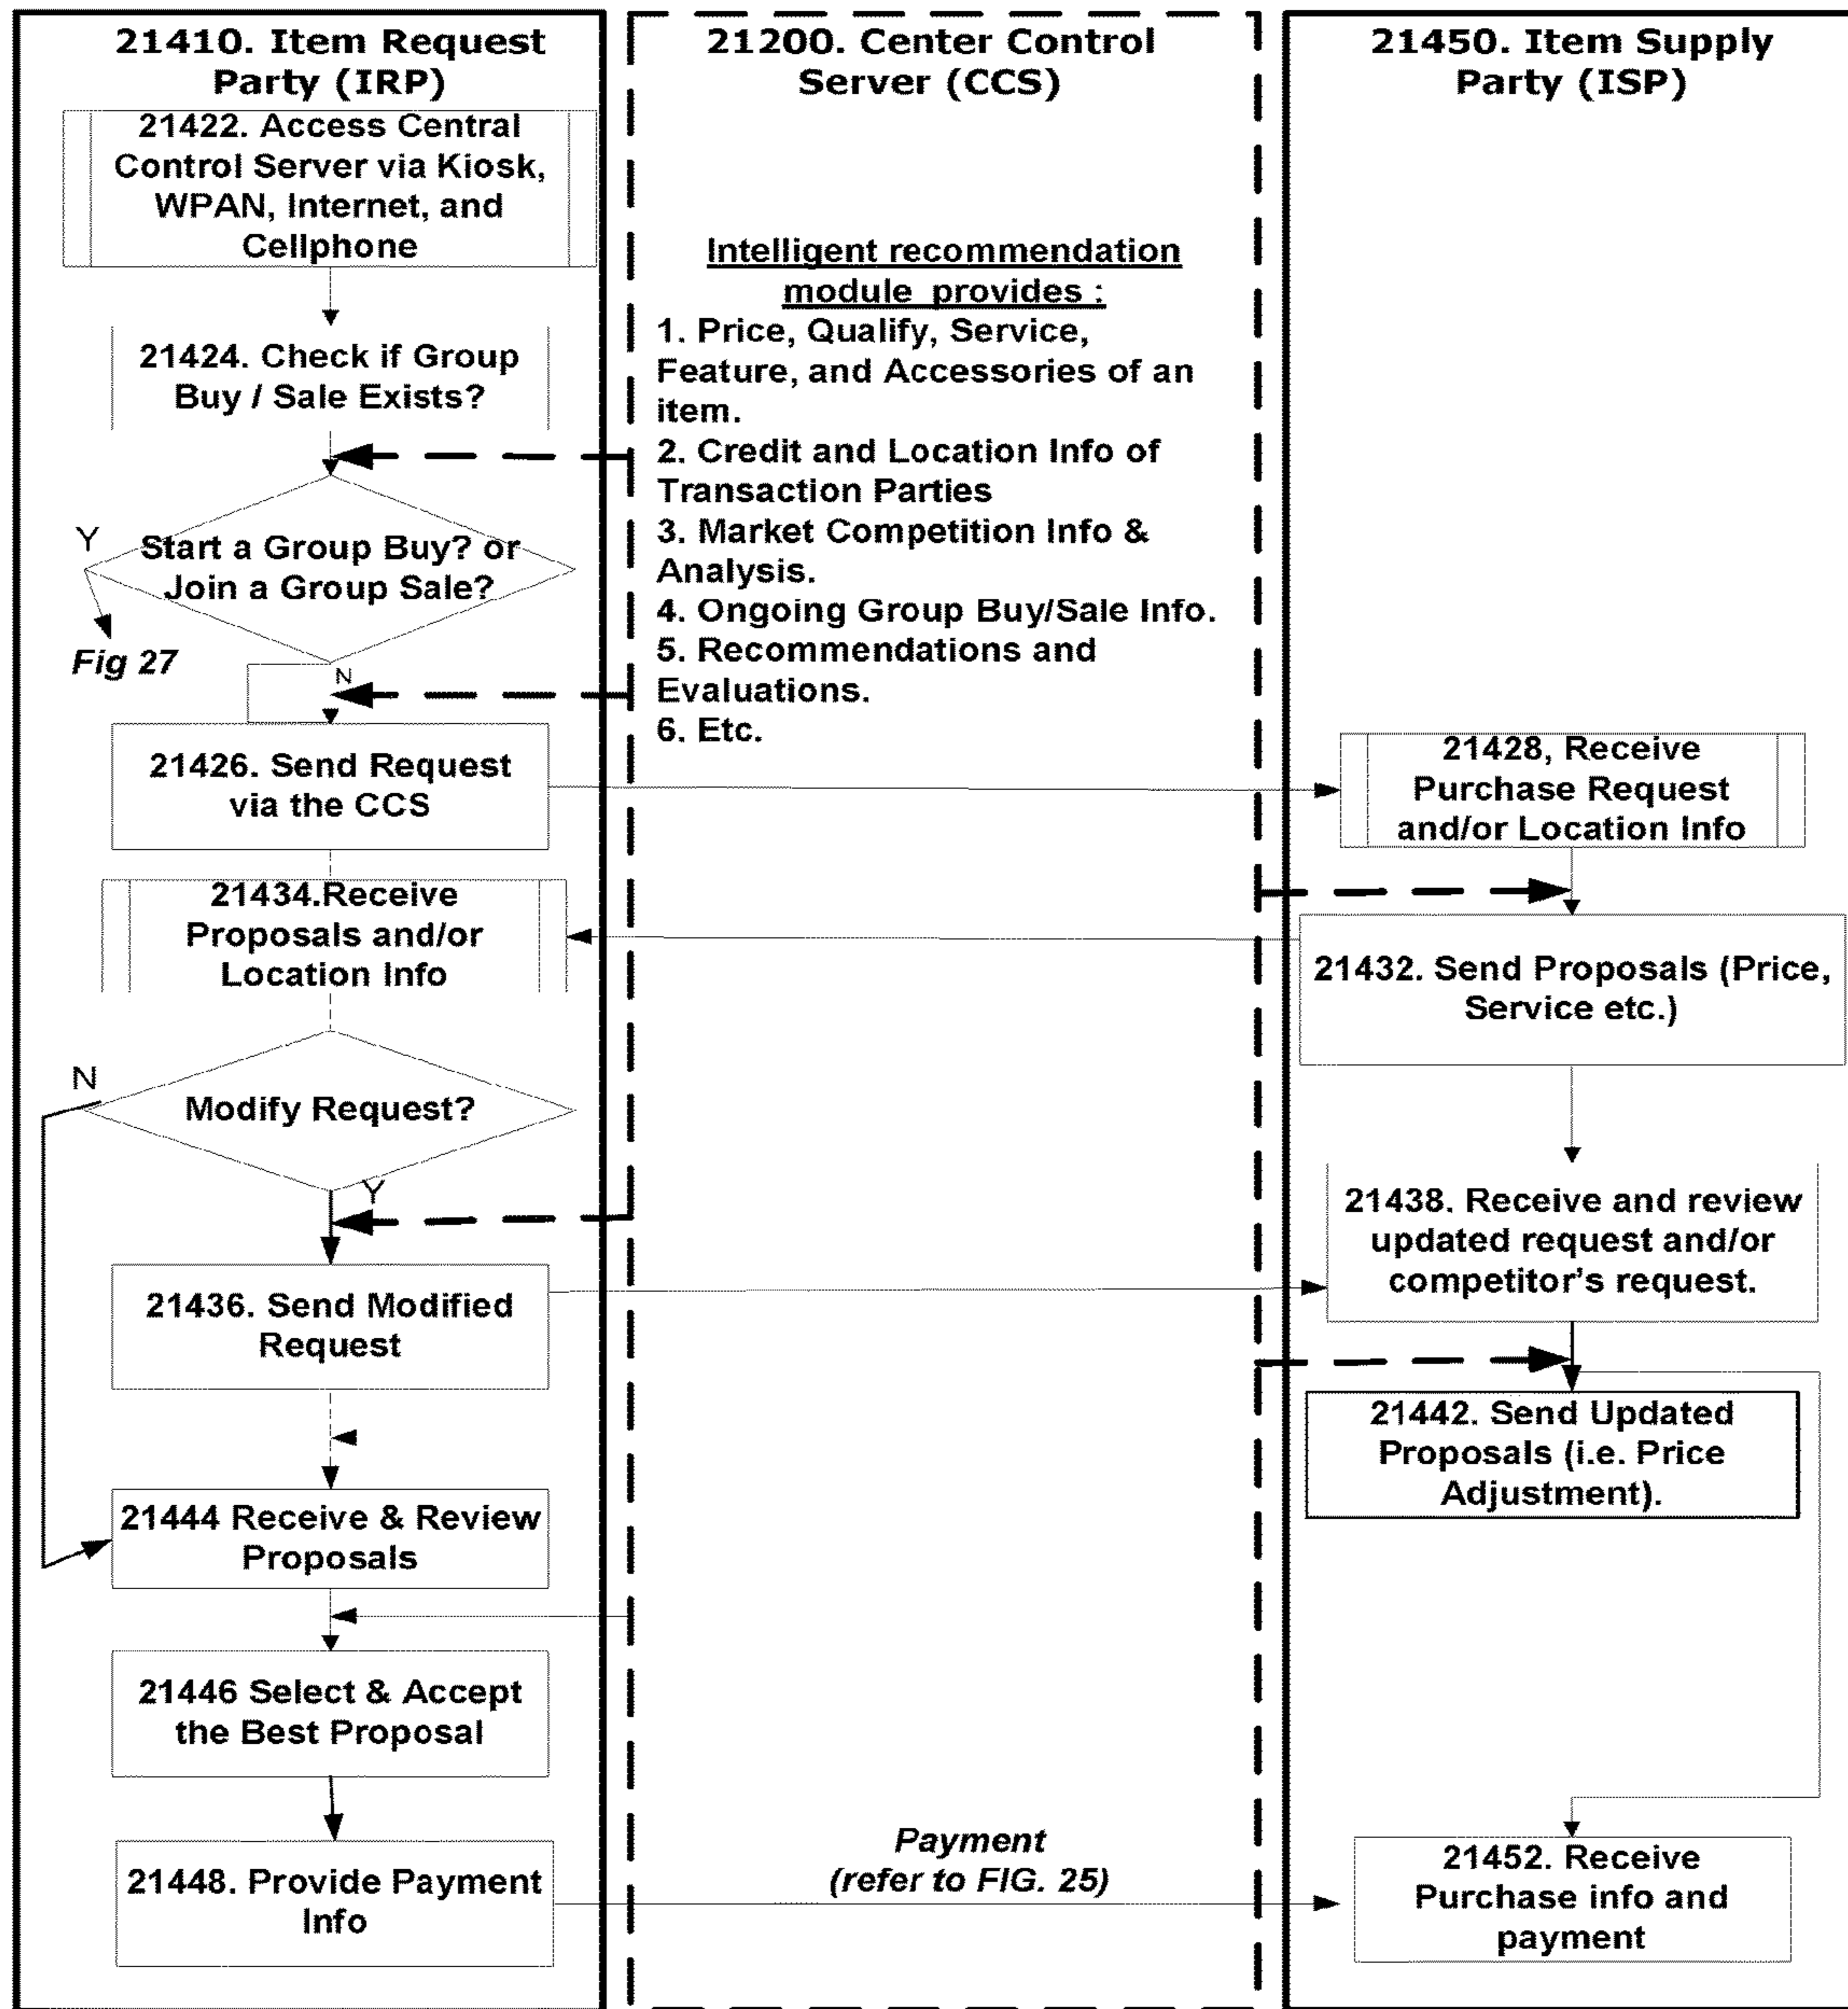 21410. Item Request
Party (IRP)
21422. Access Central
Control Server via Kiosk,
WPAN, Internet, and
Cellphone
21424. Check if Group
Buy / Sale Exists?
Y
Start a Group Buy? or
Join a Group Sale?
Fig 27
N
21426. Send Request
via the CCS
21434.Receive
Proposals and/or
Location Info
N
Modify Request?
Y
21436. Send Modified
Request
21444 Receive & Review
Proposals
21446 Select & Accept
the Best Proposal
21448. Provide Payment
Info
21200. Center Control
Server (CCS)
Intelligent recommendation
module provides :
1. Price, Qualify, Service,
Feature, and Accessories of an
item.
2. Credit and Location Info of
Transaction Parties
3. Market Competition Info &
Analysis.
4. Ongoing Group Buy/Sale Info.
5. Recommendations and
Evaluations.
6. Etc.
Payment
(refer to FIG. 25)
21450. Item Supply
Party (ISP)
21428, Receive
Purchase Request
and/or Location Info
21432. Send Proposals (Price,
Service etc.)
21438. Receive and review
updated request and/or
competitor's request.
21442. Send Updated
Proposals (i.e. Price
Adjustment).
21452. Receive
Purchase info and
payment